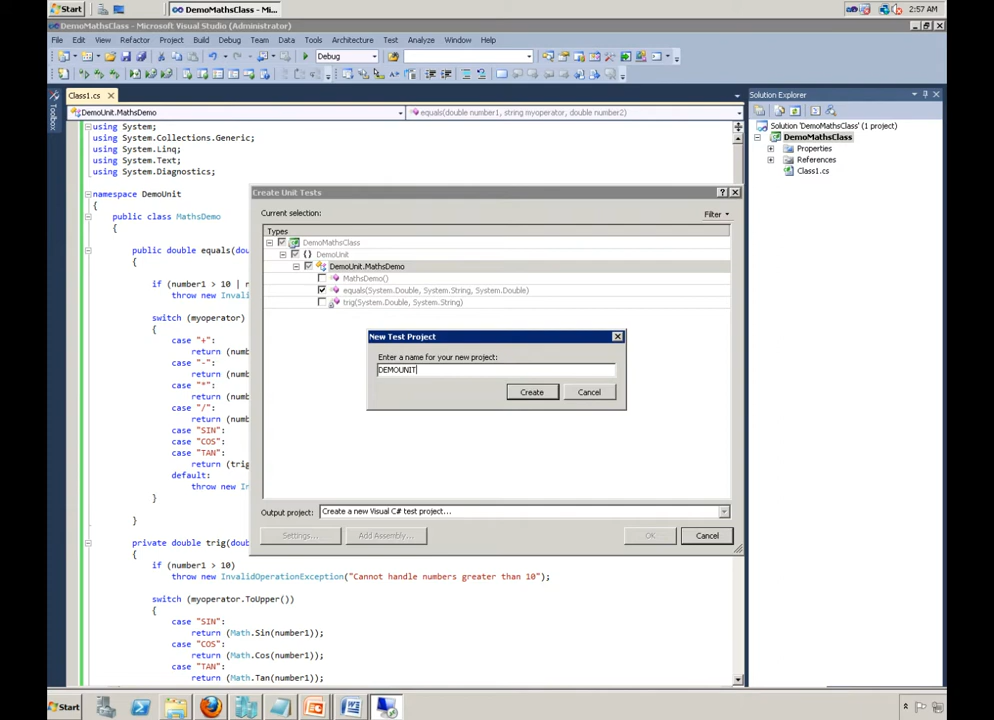 Start
DemoMathsClass - Mi...
2:57 AM
DemoMathsClass - Microsoft Visual Studio (Administrator)
File Edit View Refactor Project Build Debug Team Data Tools Architecture Test Analyze Window Help
Debug
Class1.cs
Solution Explorer
Toolbox
DemoUnit.MathsDemo
equals(double number1, string myoperator, double number2)
using System;
using System.Collections.Generic;
using System.Linq;
using System.Text;
using System.Diagnostics;
namespace DemoUnit
{
public class MathsDemo
{
public double equals(dou
{
if (number1 > 10 | n
throw new Invali
switch (myoperator)
{
case "+":
return (numb
case "-":
return (numb
case "*":
return (numb
case "/":
return (numb
case "SIN":
case "COS":
case "TAN":
return (trig
default:
throw new In
}
}
private double trig(doub
{
if (number1 > 10)
throw new InvalidOperationException("Cannot handle numbers greater than 10");
switch (myoperator.ToUpper())
{
case "SIN":
return (Math.Sin(number1));
case "COS":
return (Math.Cos(number1));
case "TAN":
return (Math.Tan(number1));
Create Unit Tests
Current selection:
Filter
Types
DemoMathsClass
DemoUnit
DemoUnit.MathsDemo
MathsDemo()
equals(System.Double, System.String, System.Double)
trig(System.Double, System.String)
New Test Project
Enter a name for your new project:
DEMOUNIT
Create Cancel
Output project: Create a new Visual C# test project...
Settings... Add Assembly... OK Cancel
Solution 'DemoMathsClass' (1 project)
DemoMathsClass
Properties
References
Class1.cs
Start